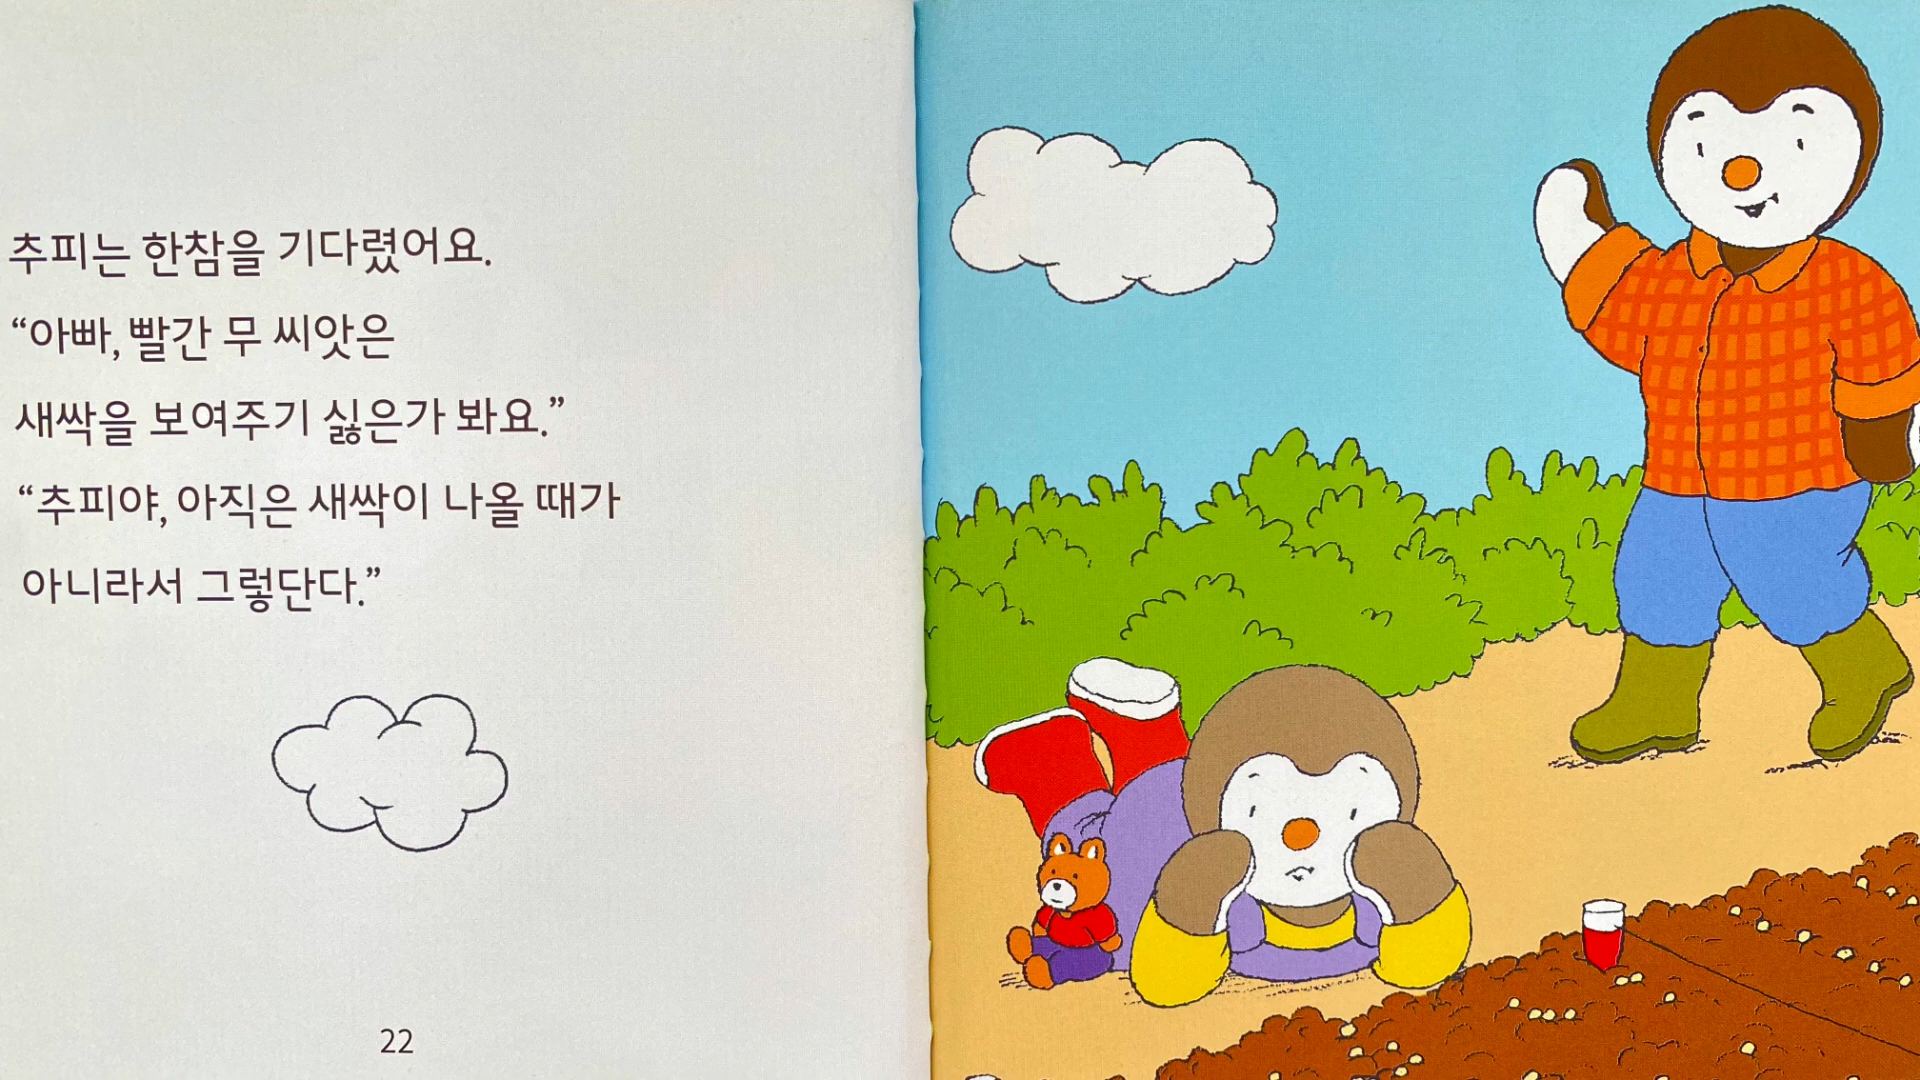 추피는 한참을 기다렸어요.
“아빠, 빨간 무 씨앗은
새싹을 보여주기 싫은가 봐요.”
“추피야, 아직은 새싹이 나올 때가
아니라서 그렇단다.”
22